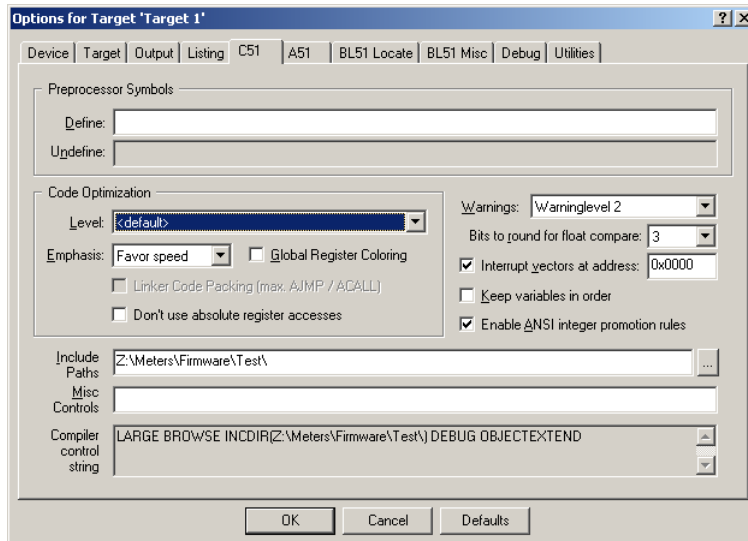 Options for Target 'Target 1'
Device Target Output Listing C51 A51 BL51 Locate BL51 Misc Debug Utilities
Preprocessor Symbols
Define:
Undefine:
Code Optimization
Level: <default>
Emphasis: Favor speed Global Register Coloring
Linker Code Packing (max. AJMP / ACALL)
Don't use absolute register accesses
Warnings: Warninglevel 2
Bits to round for float compare: 3
Interrupt vectors at address: 0x0000
Keep variables in order
Enable ANSI integer promotion rules
Include Paths Z:\Meters\Firmware\Test\ ...
Misc Controls
Compiler control string LARGE BROWSE INCDIR(Z:\Meters\Firmware\Test\) DEBUG OBJECTEXTEND
OK Cancel Defaults